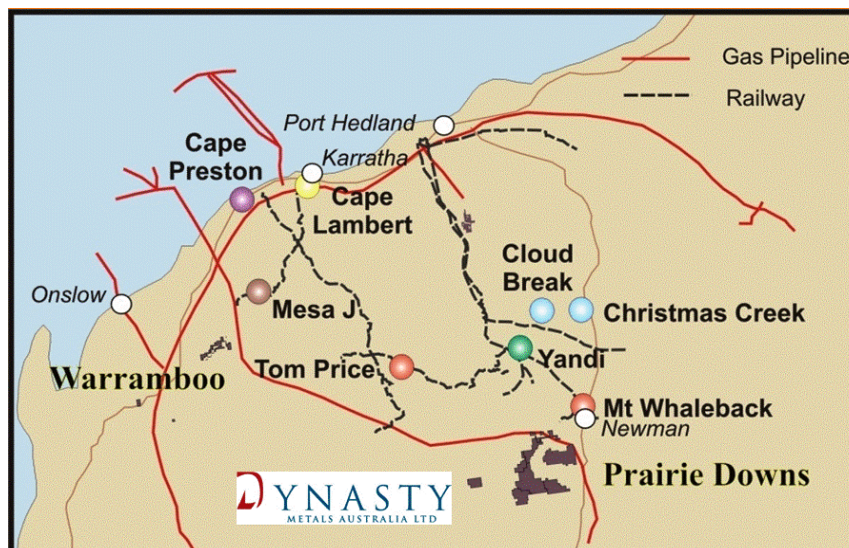 Gas Pipeline
Railway
Port Hedland
Cape
Preston
Karratha
Cape
Lambert
Cloud
Break
Onslow
Mesa J
Christmas Creek
Warramboo
Tom Price
Yandi
Mt Whaleback
Newman
Prairie Downs
DYNASTY
METALS AUSTRALIA LTD